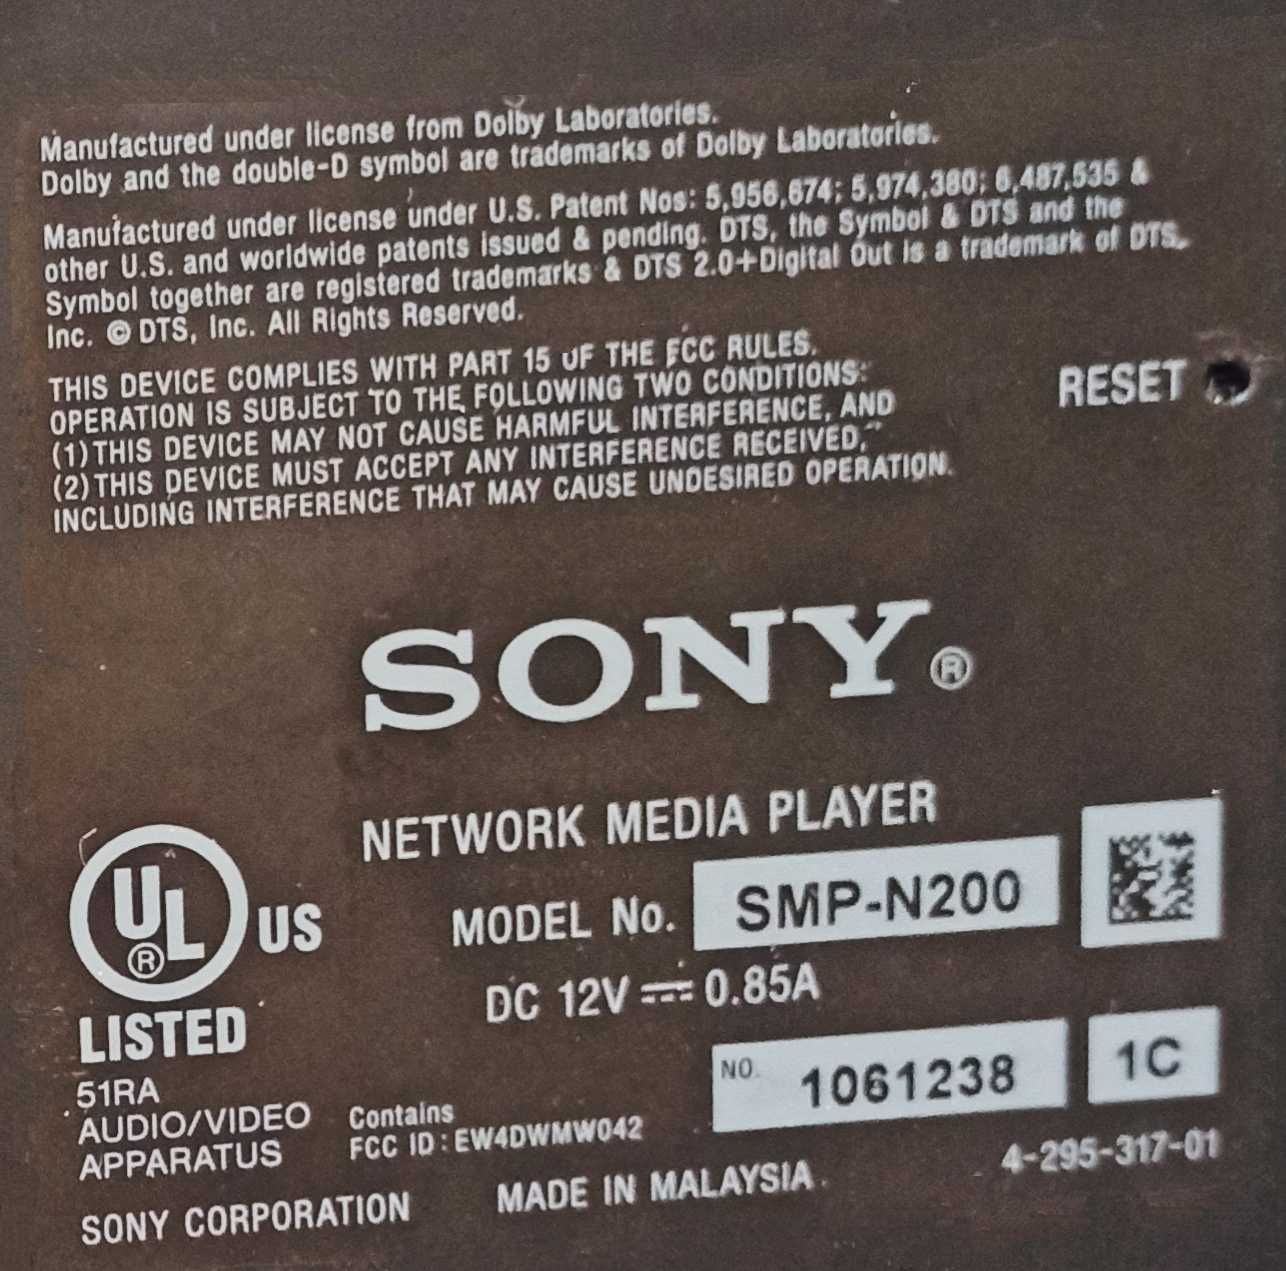 Manufactured under license from Dolby Laboratories.
Dolby and the double-D symbol are trademarks of Dolby Laboratories.
Manufactured under license under U.S. Patent Nos: 5,956,674; 5,974,380; 6,487,535 &
other U.S. and worldwide patents issued & pending. DTS, the Symbol & DTS and the
Symbol together are registered trademarks & DTS 2.0+Digital Out is a trademark of DTS,
Inc. © DTS, Inc. All Rights Reserved.
THIS DEVICE COMPLIES WITH PART 15 OF THE FCC RULES.
OPERATION IS SUBJECT TO THE FOLLOWING TWO CONDITIONS:
(1) THIS DEVICE MAY NOT CAUSE HARMFUL INTERFERENCE, AND
(2) THIS DEVICE MUST ACCEPT ANY INTERFERENCE RECEIVED,
INCLUDING INTERFERENCE THAT MAY CAUSE UNDESIRED OPERATION.
RESET
SONY®
NETWORK MEDIA PLAYER
MODEL No. SMP-N200
DC 12V ⎓ 0.85A
UL® US
LISTED
51RA
AUDIO/VIDEO
APPARATUS
NO. 1061238 1C
Contains
FCC ID : EW4DWMW042
4-295-317-01
SONY CORPORATION MADE IN MALAYSIA